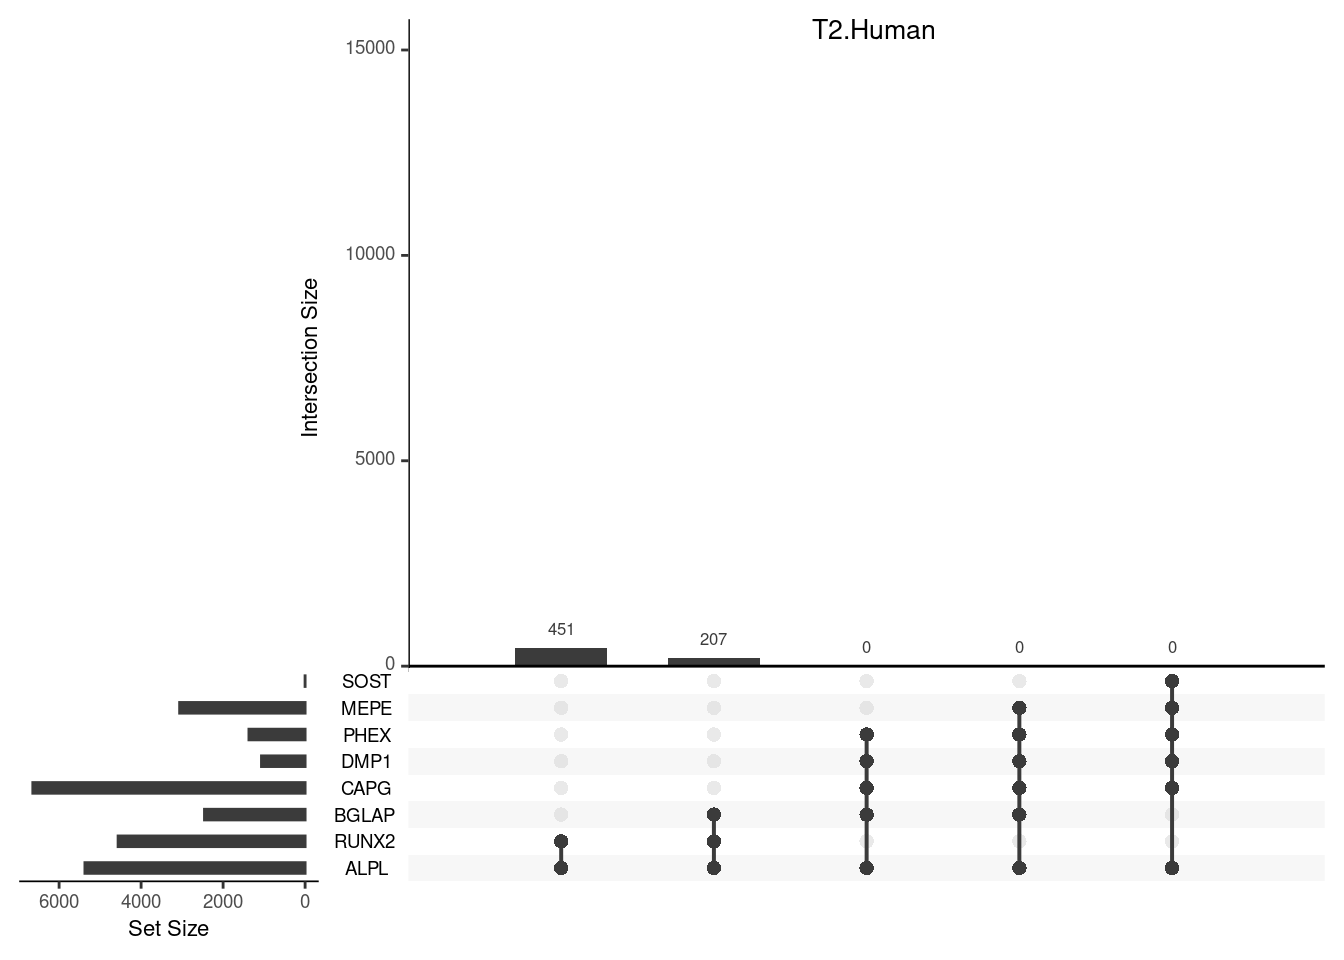 T2.Human
15000
10000
5000
0
Intersection Size
451
207
0
0
0
SOST
MEPE
PHEX
DMP1
CAPG
BGLAP
RUNX2
ALPL
6000 4000 2000 0
Set Size